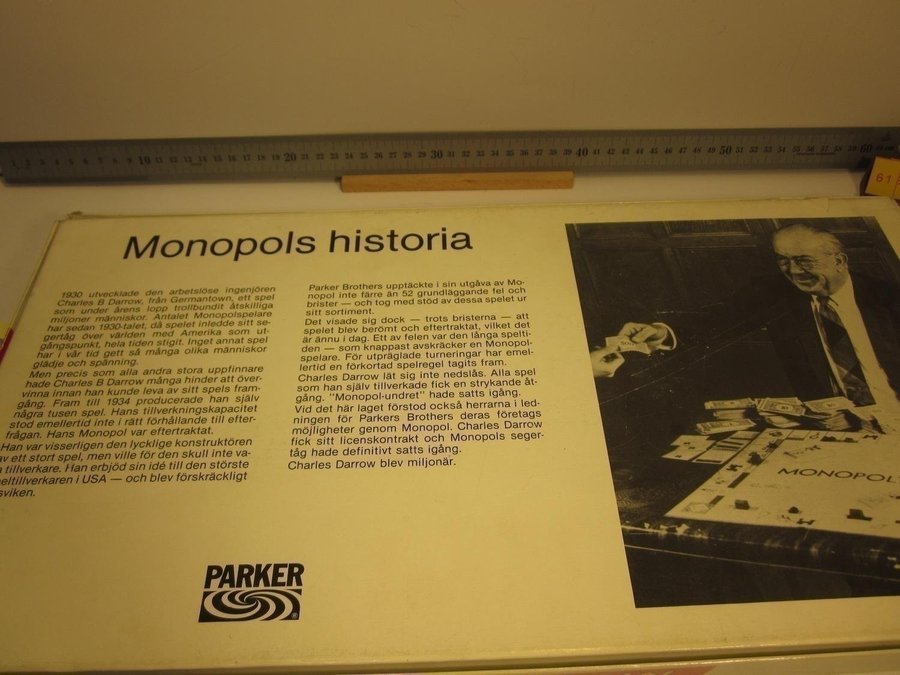 Monopols historia
1930 utvecklade den arbetslöse ingenjören
Charles B Darrow, från Germantown, ett spel
som under årens lopp trollbundit åtskilliga
miljoner människor. Antalet Monopolspelare
har sedan 1930-talet, då spelet inledde sitt se-
gertåg över världen med Amerika som ut-
gångspunkt, hela tiden stigit. Inget annat spel
har i vår tid gett så många olika människor
glädje och spänning.
Men precis som alla andra stora uppfinnare
hade Charles B Darrow många hinder att över-
vinna innan han kunde leva av sitt spels fram-
gång. Fram till 1934 producerade han själv
några tusen spel. Hans tillverkningskapacitet
stod emellertid inte i rätt förhållande till efter-
frågan. Hans Monopol var eftertraktat.
Han var visserligen den lycklige konstruktören
av ett stort spel, men ville för den skull inte va-
a tillverkare. Han erbjöd sin idé till den störste
eltillverkaren i USA — och blev förskräckligt
sviken.
Parker Brothers upptäckte i sin utgåva av Mo-
nopol inte färre än 52 grundläggande fel och
brister — och tog med stöd av dessa spelet ur
sitt sortiment.
Det visade sig dock — trots bristerna — att
spelet blev berömt och eftertraktat, vilket det
är ännu i dag. Ett av felen var den långa spelti-
den — som knappast avskräcker en Monopol-
spelare. För utpräglade turneringar har emel-
lertid en förkortad spelregel tagits fram.
Charles Darrow lät sig inte nedslås. Alla spel
som han själv tillverkade fick en strykande åt-
gång. "Monopol-undret" hade satts igång.
Vid det här laget förstod också herrarna i led-
ningen för Parkers Brothers deras företags
möjligheter genom Monopol. Charles Darrow
fick sitt licenskontrakt och Monopols seger-
tåg hade definitivt satts igång.
Charles Darrow blev miljonär.
MONOPOLY
PARKER
61